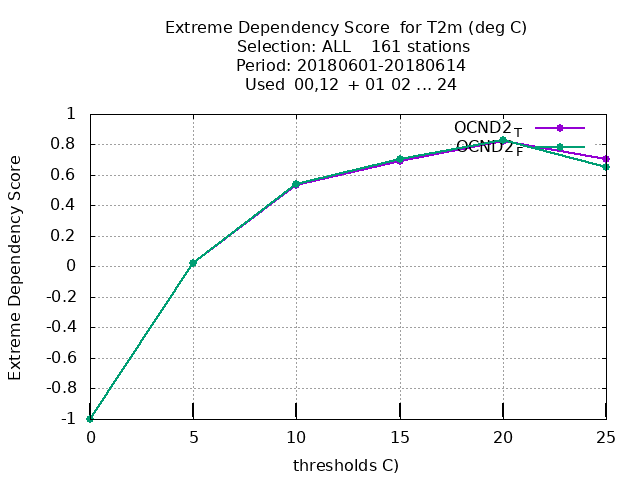 Extreme Dependency Score  for T2m (deg C)
Selection: ALL    161 stations
Period: 20180601-20180614
Used  00,12  + 01 02 ... 24
Extreme Dependency Score
1
0.8
0.6
0.4
0.2
0
-0.2
-0.4
-0.6
-0.8
-1
OCND2_T
OCND2_F
0 5 10 15 20 25
thresholds C)